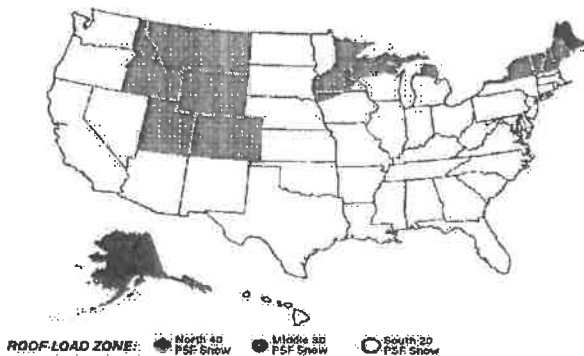 ROOF LOAD ZONE:
North 40
PSF Snow
Middle 30
PSF Snow
South 20
PSF Snow